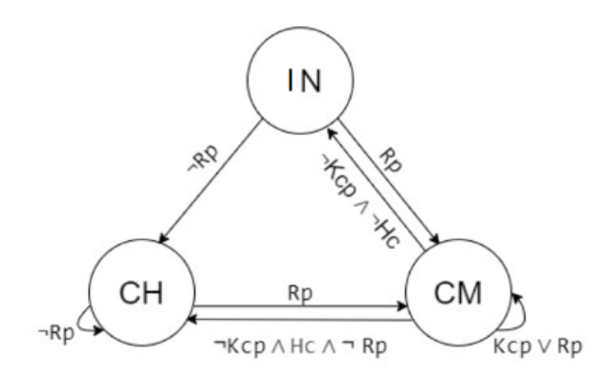 IN
¬Rp
Rp
¬Kcp ∧ ¬Hc
CH
Rp
CM
¬Rp
¬Kcp ∧ Hc ∧ ¬ Rp
Kcp ∨ Rp